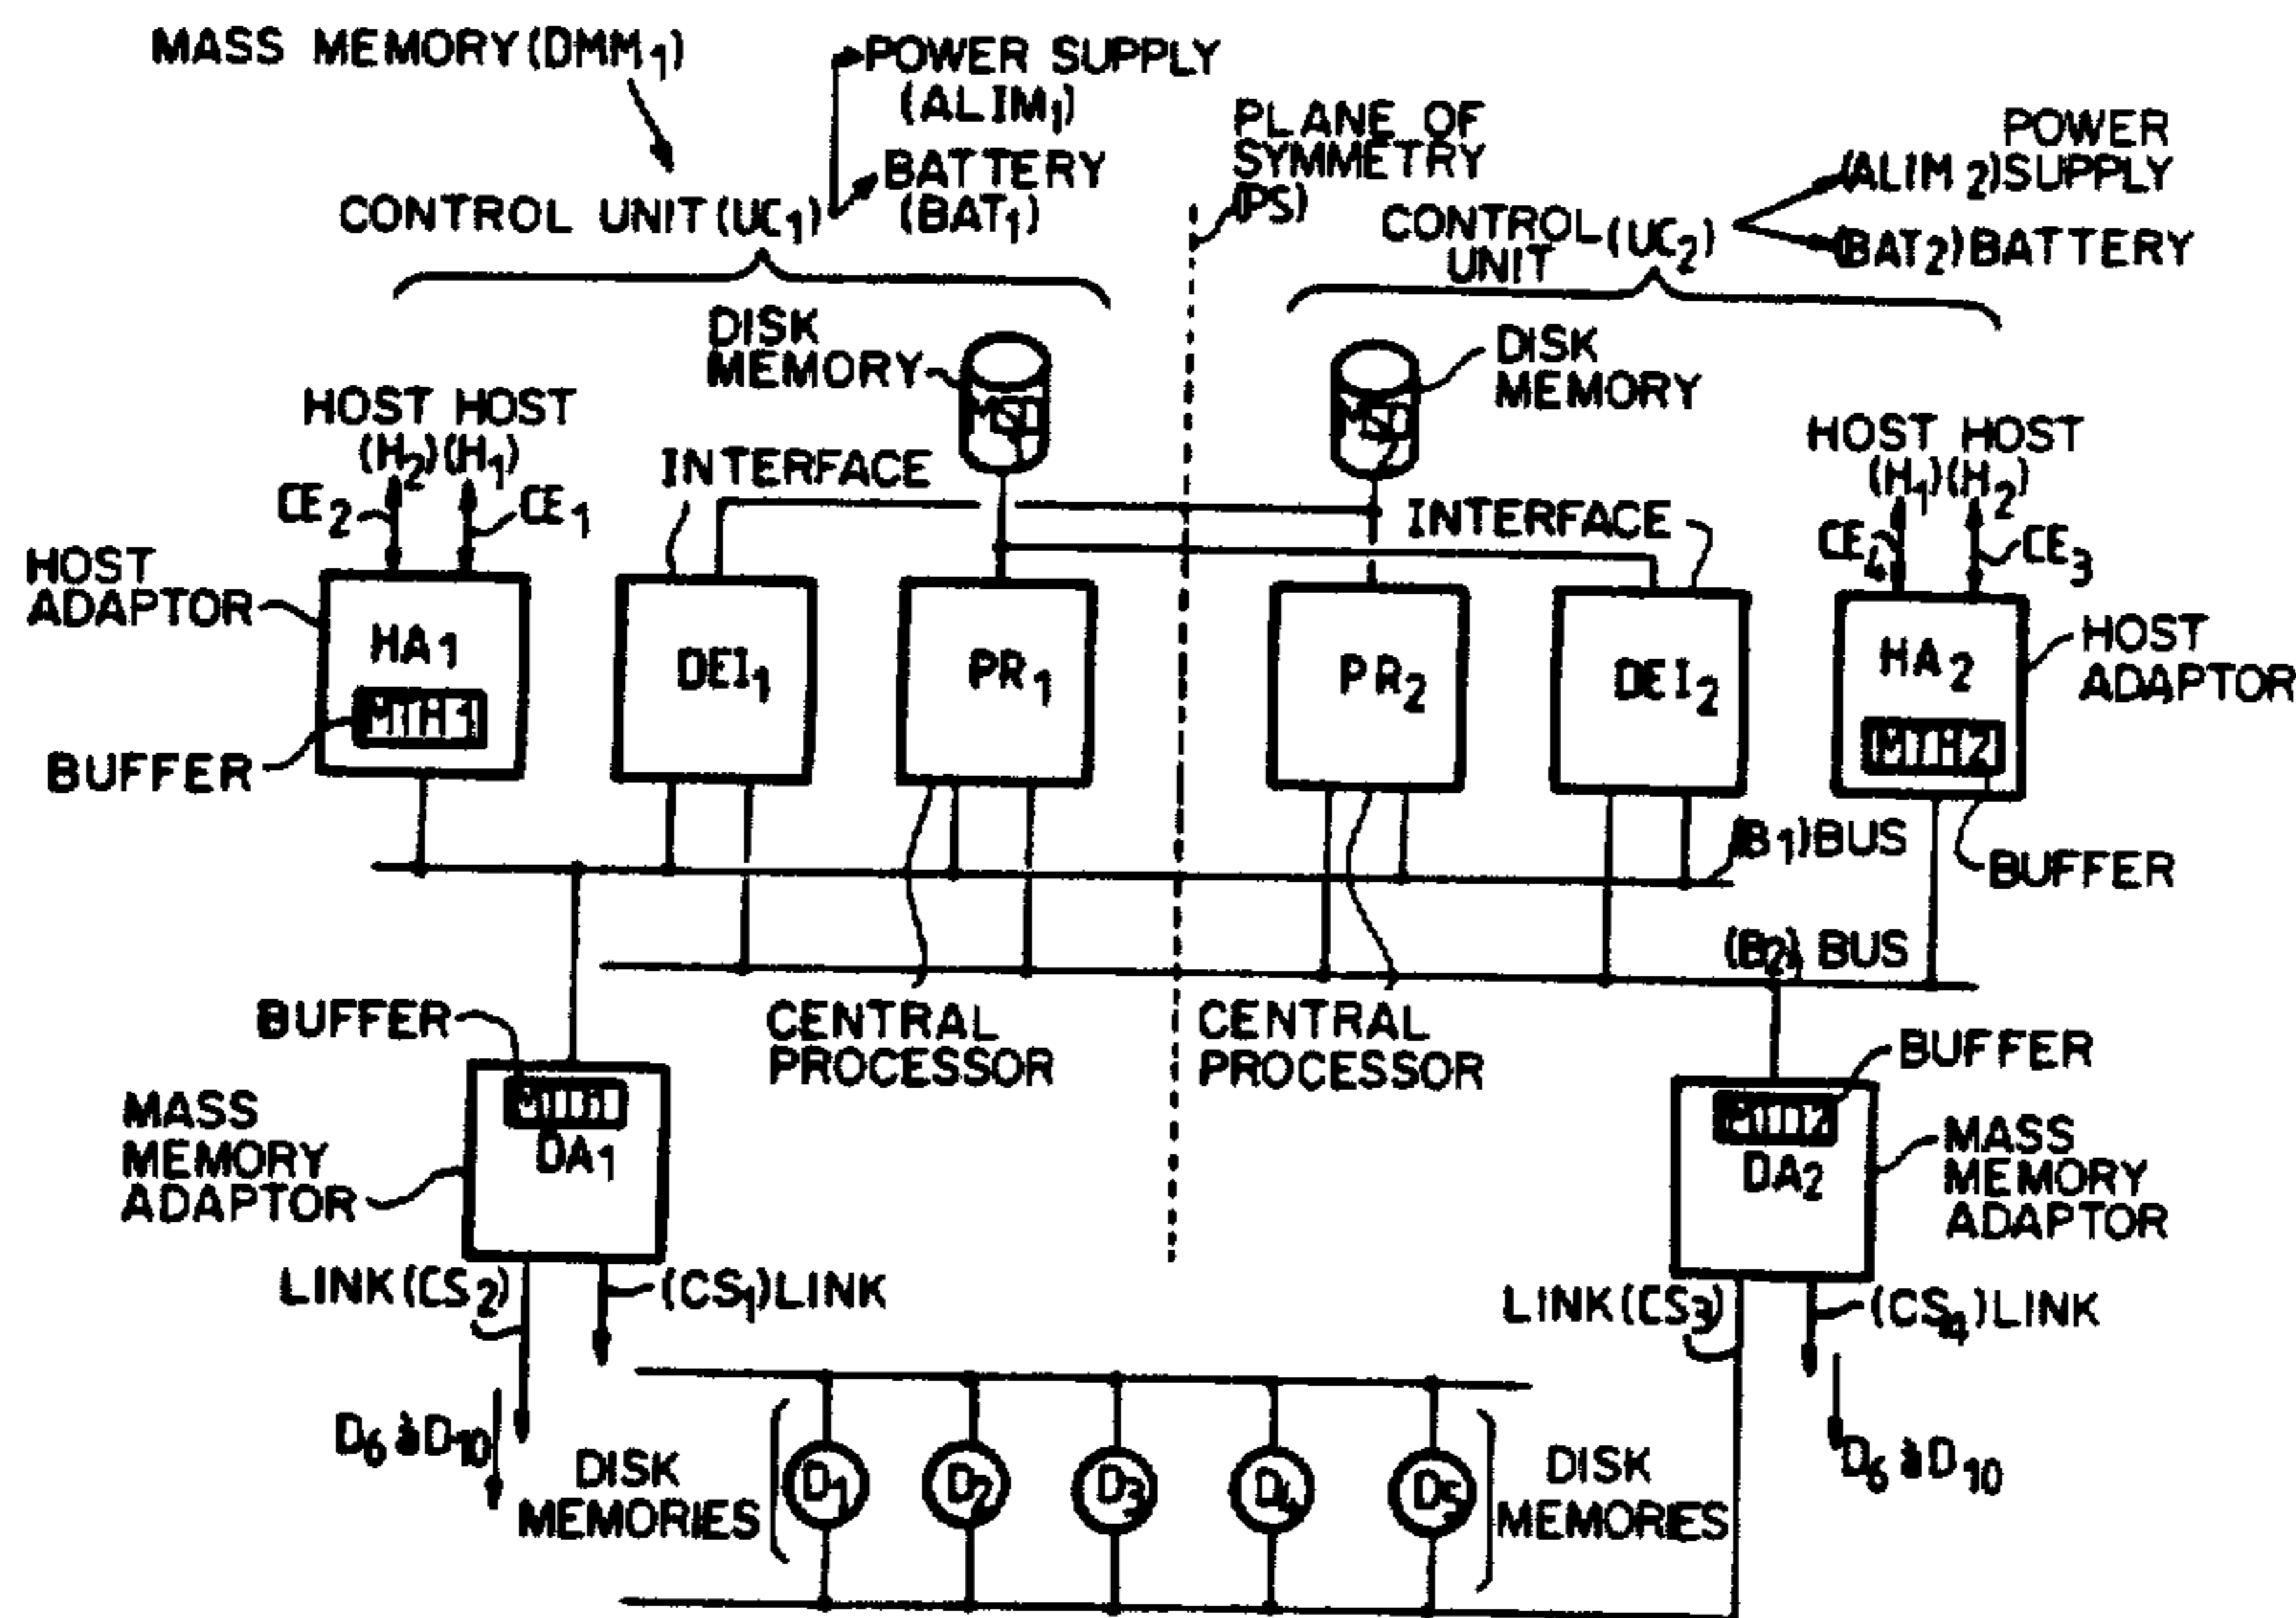 MASS MEMORY(DMM1)
POWER SUPPLY
(ALIM1)
BATTERY
(BAT1)
CONTROL UNIT(UC1)
PLANE OF
SYMMETRY
(PS)
POWER
(ALIM2)SUPPLY
(BAT2)BATTERY
CONTROL(UC2)
UNIT
DISK
MEMORY
DISK
MEMORY
HOST HOST
(H2)(H1)
CE2
CE1
INTERFACE
INTERFACE
HOST HOST
(H1)(H2)
CE4
CE3
HOST
ADAPTOR
HA1
MTH1
BUFFER
DEI1
PR1
PR2
DEI2
HA2
MTH2
HOST
ADAPTOR
(B1)BUS
BUFFER
(B2) BUS
BUFFER
CENTRAL
PROCESSOR
CENTRAL
PROCESSOR
BUFFER
MTD1
DA1
MASS
MEMORY
ADAPTOR
MTD2
DA2
MASS
MEMORY
ADAPTOR
LINK(CS2)
(CS1)LINK
LINK(CS3)
(CS4)LINK
D6 à D10
DISK
MEMORIES
D1 D2 D3 D4 D5
DISK
MEMORIES
D6 à D10